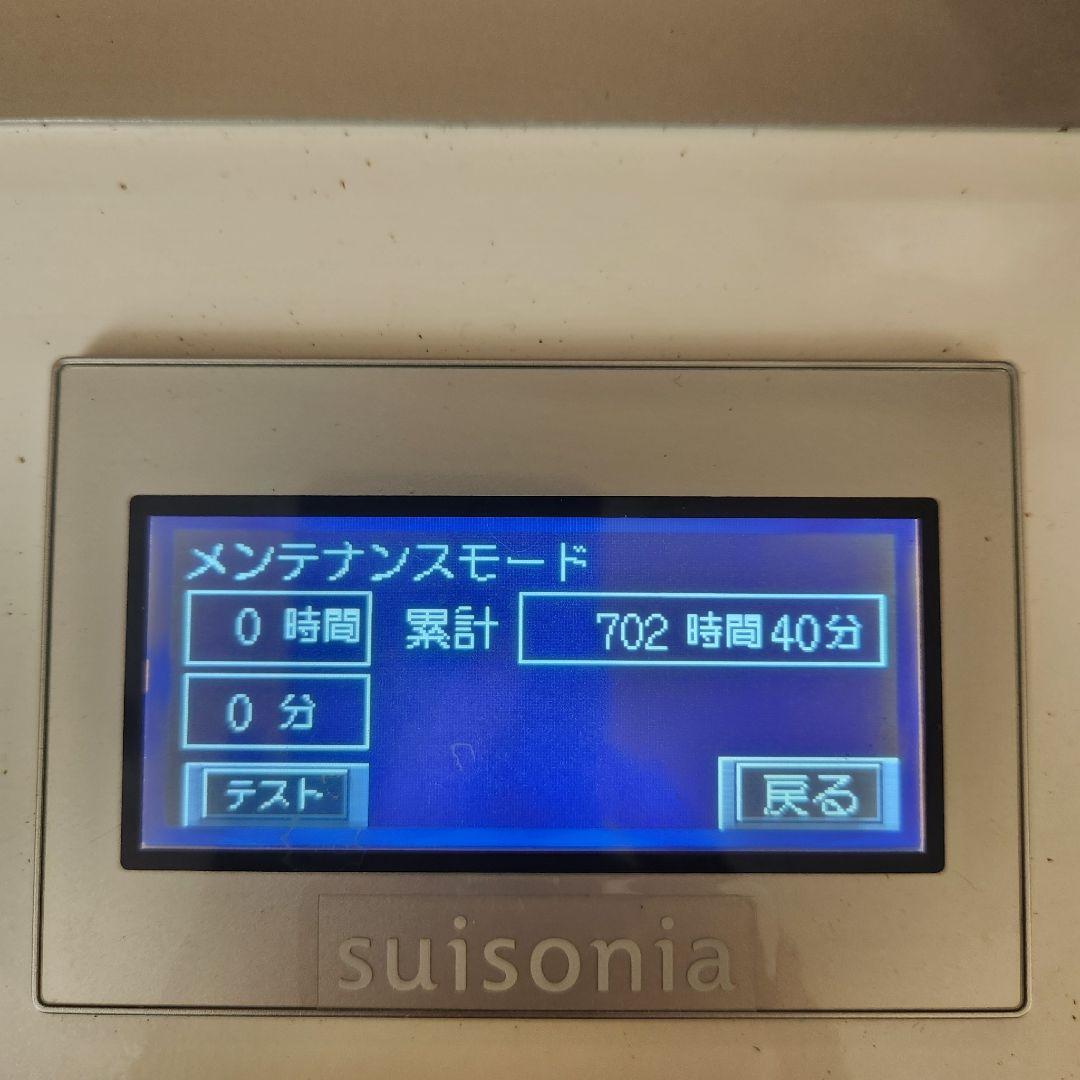 メンテナンスモード
0 時間 累計 702 時間 40分
0 分
テスト 戻る
suisonia